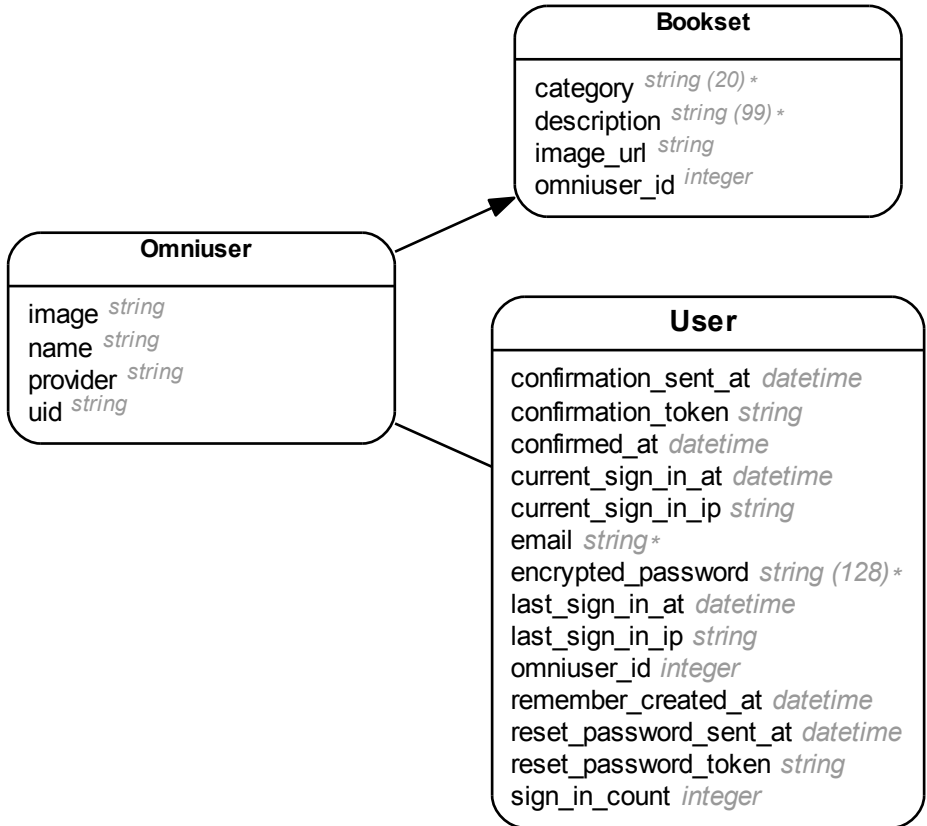 Bookset
category string (20) *
description string (99) *
image_url string
omniuser_id integer
Omniuser
image string
name string
provider string
uid string
User
confirmation_sent_at datetime
confirmation_token string
confirmed_at datetime
current_sign_in_at datetime
current_sign_in_ip string
email string *
encrypted_password string (128) *
last_sign_in_at datetime
last_sign_in_ip string
omniuser_id integer
remember_created_at datetime
reset_password_sent_at datetime
reset_password_token string
sign_in_count integer